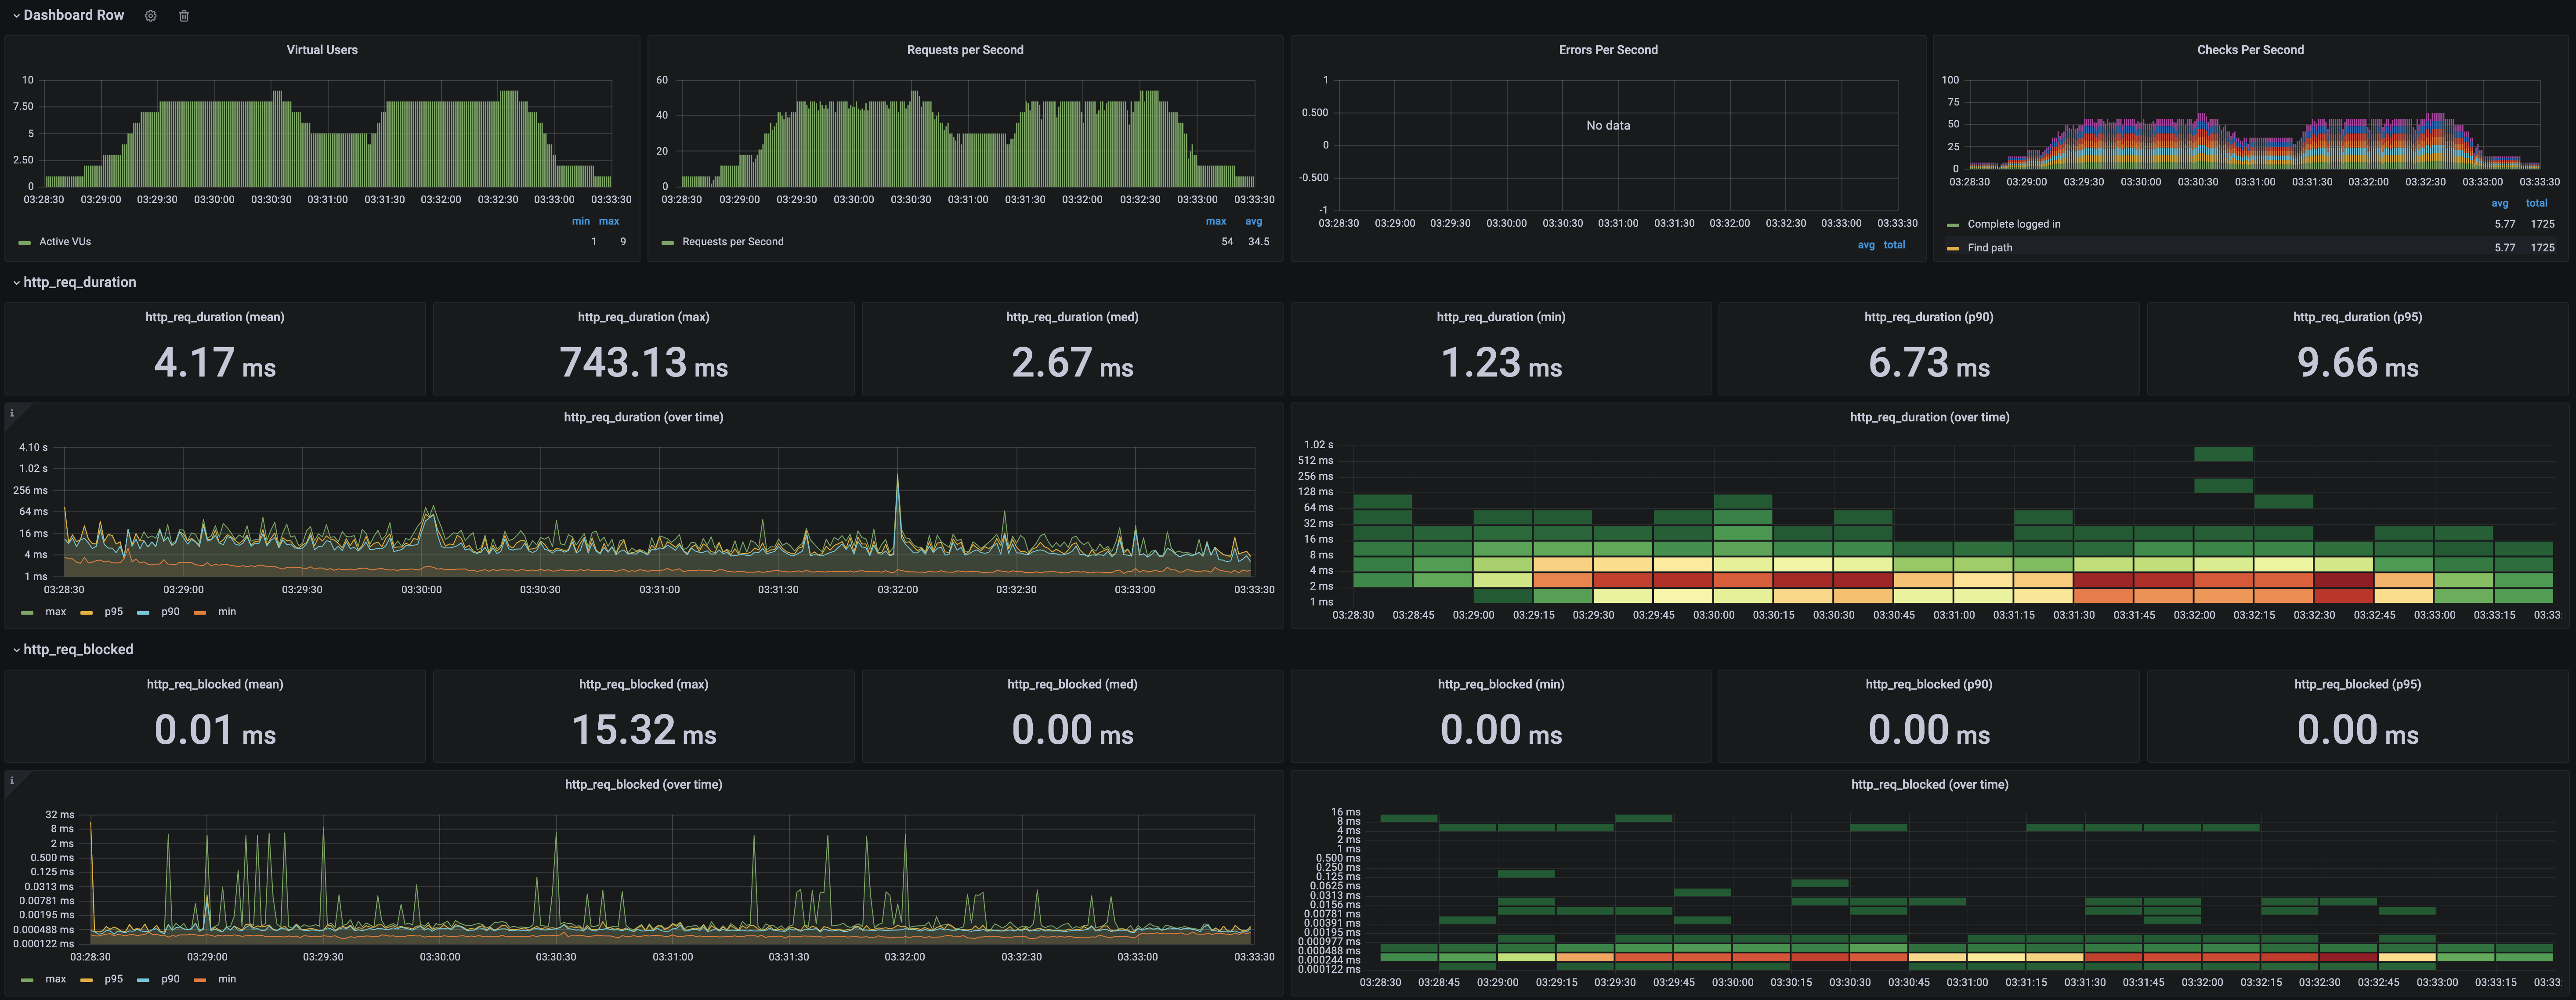 Dashboard Row
Virtual Users
10
7.50
5
2.50
0
03:28:30 03:29:00 03:29:30 03:30:00 03:30:30 03:31:00 03:31:30 03:32:00 03:32:30 03:33:00 03:33:30
min max
Active VUs 1 9
Requests per Second
60
40
20
0
03:28:30 03:29:00 03:29:30 03:30:00 03:30:30 03:31:00 03:31:30 03:32:00 03:32:30 03:33:00 03:33:30
max avg
Requests per Second 54 34.5
Errors Per Second
1
0.500
No data
0
-0.500
-1
03:28:30 03:29:00 03:29:30 03:30:00 03:30:30 03:31:00 03:31:30 03:32:00 03:32:30 03:33:00 03:33:30
avg total
Checks Per Second
100
75
50
25
0
03:28:30 03:29:00 03:29:30 03:30:00 03:30:30 03:31:00 03:31:30 03:32:00 03:32:30 03:33:00 03:33:30
avg total
Complete logged in 5.77 1725
Find path 5.77 1725
http_req_duration
http_req_duration (mean)
4.17 ms
http_req_duration (max)
743.13 ms
http_req_duration (med)
2.67 ms
http_req_duration (min)
1.23 ms
http_req_duration (p90)
6.73 ms
http_req_duration (p95)
9.66 ms
http_req_duration (over time)
4.10 s
1.02 s
256 ms
64 ms
16 ms
4 ms
1 ms
03:28:30 03:29:00 03:29:30 03:30:00 03:30:30 03:31:00 03:31:30 03:32:00 03:32:30 03:33:00 03:33:30
max p95 p90 min
http_req_duration (over time)
1.02 s
512 ms
256 ms
128 ms
64 ms
32 ms
16 ms
8 ms
4 ms
2 ms
1 ms
03:28:30 03:28:45 03:29:00 03:29:15 03:29:30 03:29:45 03:30:00 03:30:15 03:30:30 03:30:45 03:31:00 03:31:15 03:31:30 03:31:45 03:32:00 03:32:15 03:32:30 03:32:45 03:33:00 03:33:15 03:33
http_req_blocked
http_req_blocked (mean)
0.01 ms
http_req_blocked (max)
15.32 ms
http_req_blocked (med)
0.00 ms
http_req_blocked (min)
0.00 ms
http_req_blocked (p90)
0.00 ms
http_req_blocked (p95)
0.00 ms
http_req_blocked (over time)
32 ms
8 ms
2 ms
0.500 ms
0.125 ms
0.0313 ms
0.00781 ms
0.00195 ms
0.000488 ms
0.000122 ms
03:28:30 03:29:00 03:29:30 03:30:00 03:30:30 03:31:00 03:31:30 03:32:00 03:32:30 03:33:00 03:33:30
max p95 p90 min
http_req_blocked (over time)
16 ms
8 ms
4 ms
2 ms
1 ms
0.500 ms
0.250 ms
0.125 ms
0.0625 ms
0.0313 ms
0.0156 ms
0.00781 ms
0.00391 ms
0.00195 ms
0.000977 ms
0.000488 ms
0.000244 ms
0.000122 ms
03:28:30 03:28:45 03:29:00 03:29:15 03:29:30 03:29:45 03:30:00 03:30:15 03:30:30 03:30:45 03:31:00 03:31:15 03:31:30 03:31:45 03:32:00 03:32:15 03:32:30 03:32:45 03:33:00 03:33:15 03:33